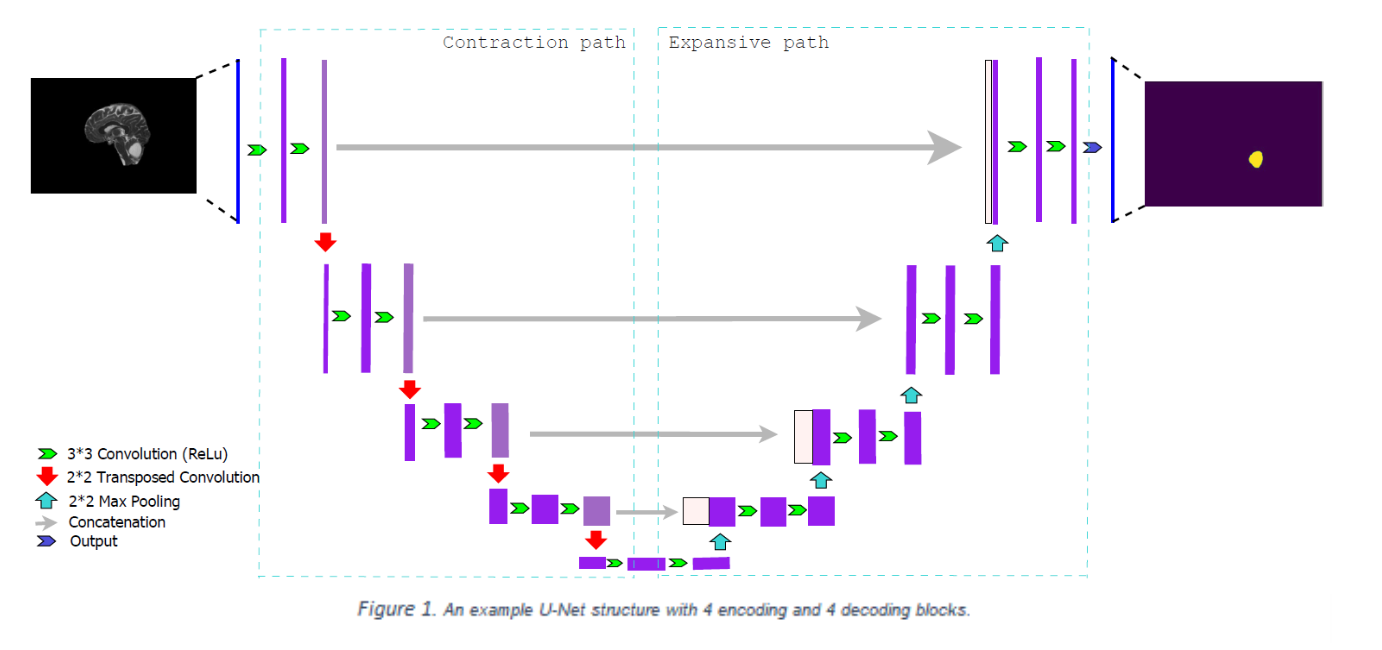 Contraction path
Expansive path
3*3 Convolution (ReLu)
2*2 Transposed Convolution
2*2 Max Pooling
Concatenation
Output
Figure 1. An example U-Net structure with 4 encoding and 4 decoding blocks.